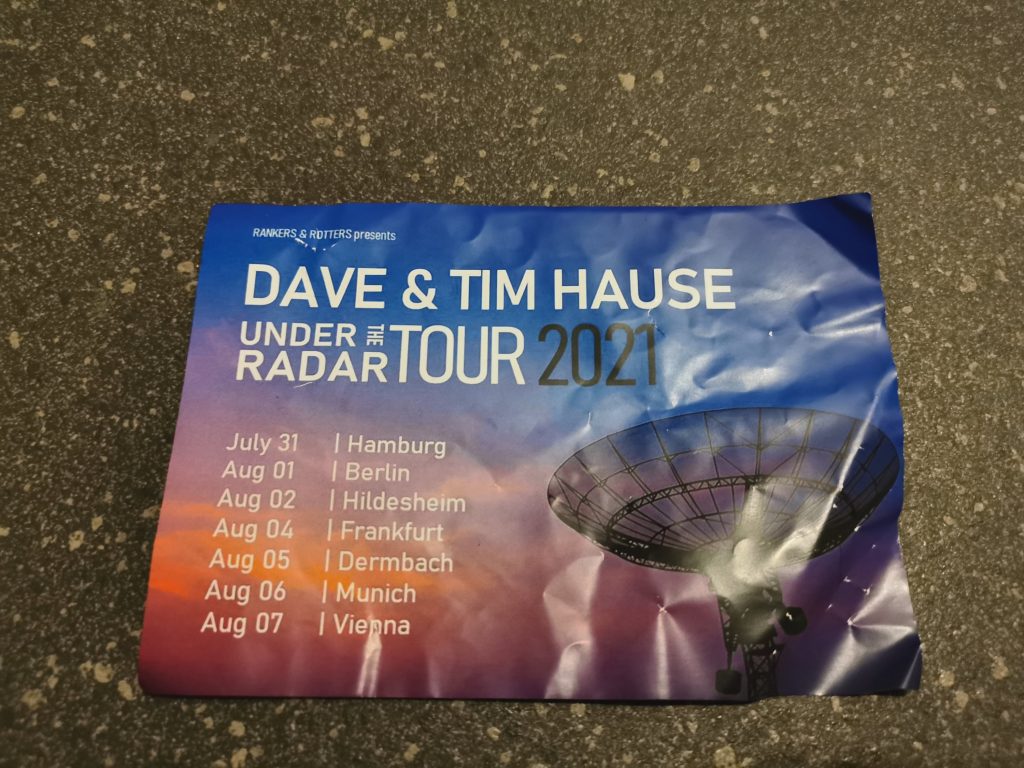 RANKERS & ROTTERS presents
DAVE & TIM HAUSE
UNDER THE RADAR TOUR 2021
July 31 | Hamburg
Aug 01 | Berlin
Aug 02 | Hildesheim
Aug 04 | Frankfurt
Aug 05 | Dermbach
Aug 06 | Munich
Aug 07 | Vienna